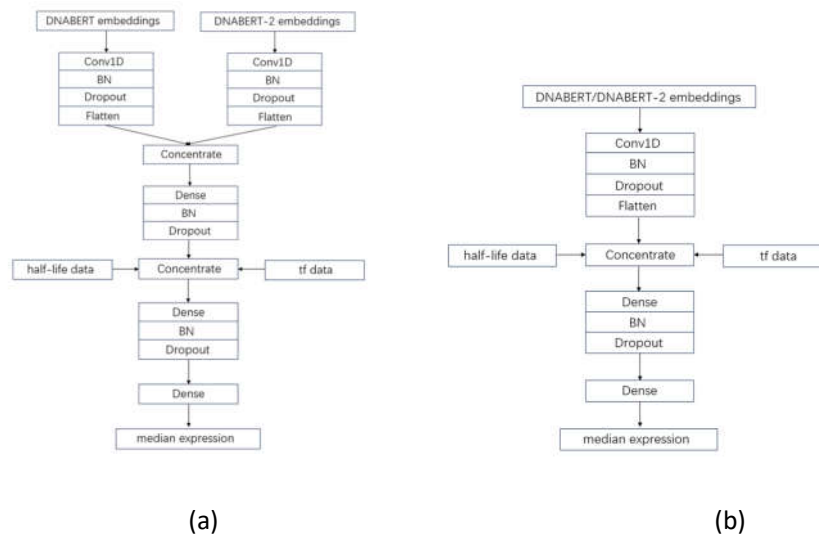 DNABERT embeddings
DNABERT-2 embeddings
Conv1D
BN
Dropout
Flatten
Conv1D
BN
Dropout
Flatten
Concentrate
Dense
BN
Dropout
half-life data
Concentrate
tf data
Dense
BN
Dropout
Dense
median expression
(a)
DNABERT/DNABERT-2 embeddings
Conv1D
BN
Dropout
Flatten
half-life data
Concentrate
tf data
Dense
BN
Dropout
Dense
median expression
(b)